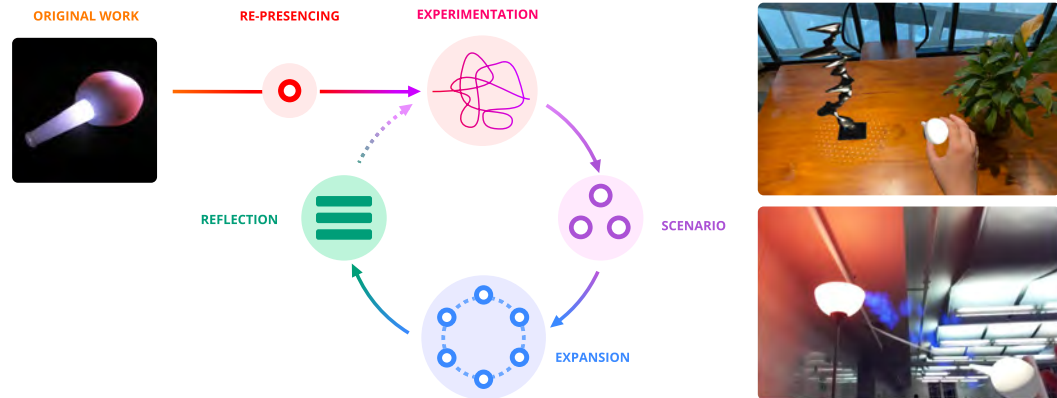 ORIGINAL WORK
RE-PRESENCING
EXPERIMENTATION
REFLECTION
SCENARIO
EXPANSION